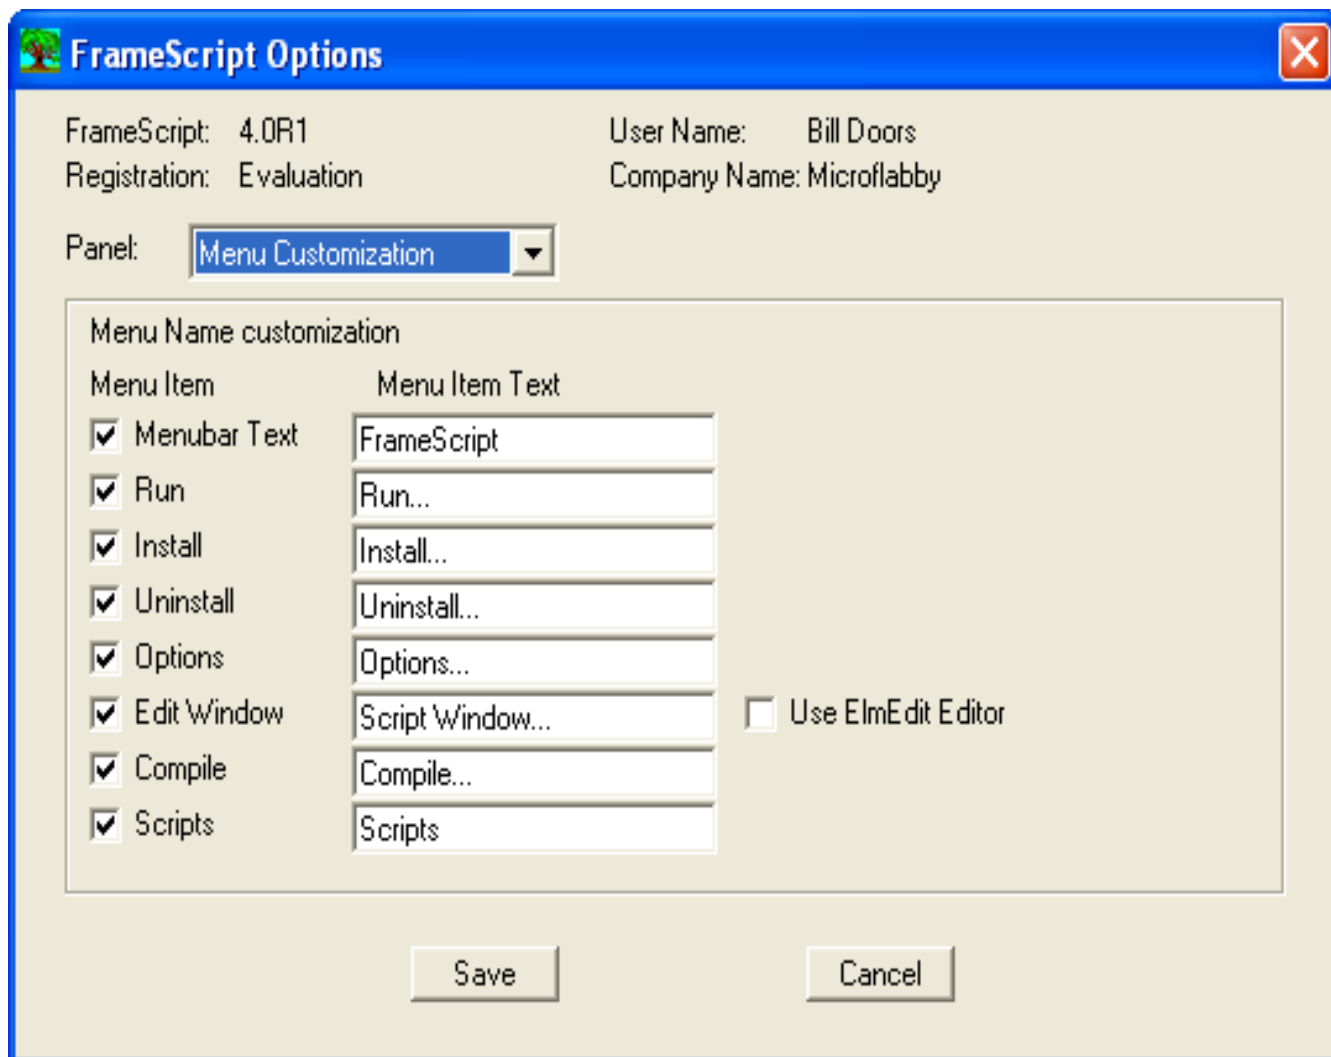 FrameScript Options
FrameScript: 4.0R1 User Name: Bill Doors
Registration: Evaluation Company Name: Microflabby
Panel: Menu Customization
Menu Name customization
Menu Item Menu Item Text
Menubar Text FrameScript
Run Run...
Install Install...
Uninstall Uninstall...
Options Options...
Edit Window Script Window... Use ElmEdit Editor
Compile Compile...
Scripts Scripts
Save Cancel